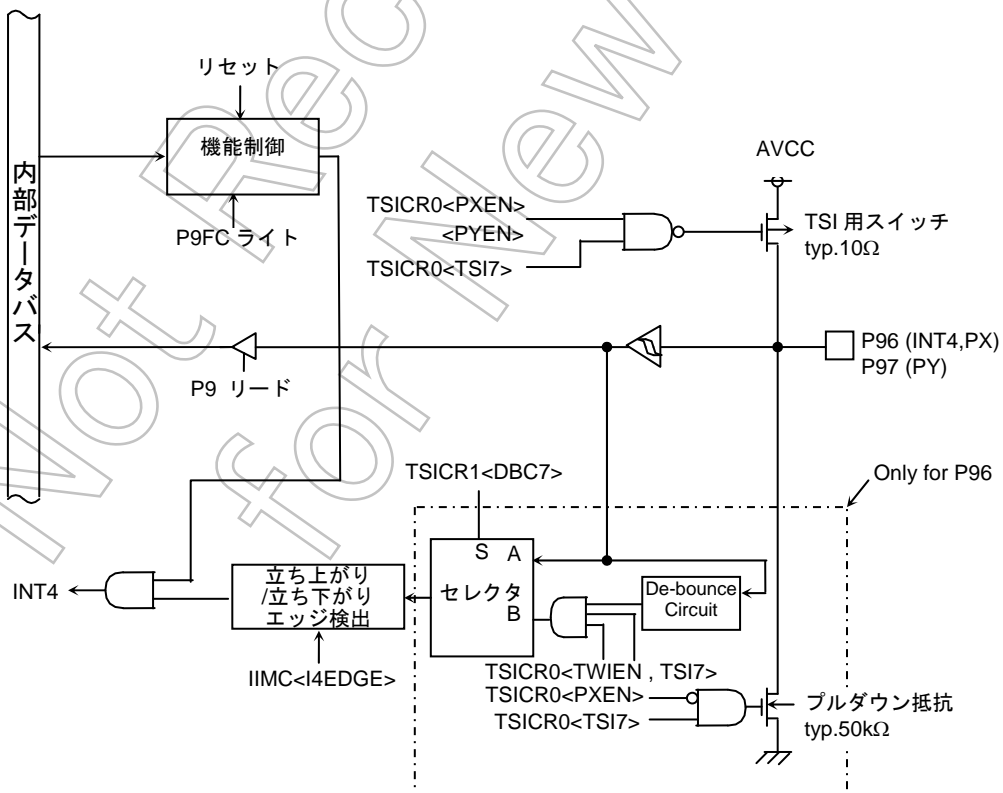 リセット
機能制御
P9FC ライト
内部データバス
AVCC
TSICR0<PXEN>
<PYEN>
TSICR0<TSI7>
TSI 用スイッチ
typ.10Ω
P96 (INT4,PX)
P97 (PY)
P9 リード
TSICR1<DBC7>
Only for P96
S A
セレクタ
B
De-bounce
Circuit
INT4
立ち上がり
/立ち下がり
エッジ検出
IIMC<I4EDGE>
TSICR0<TWIEN , TSI7>
TSICR0<PXEN>
TSICR0<TSI7>
プルダウン抵抗
typ.50kΩ
Not Rec
for New